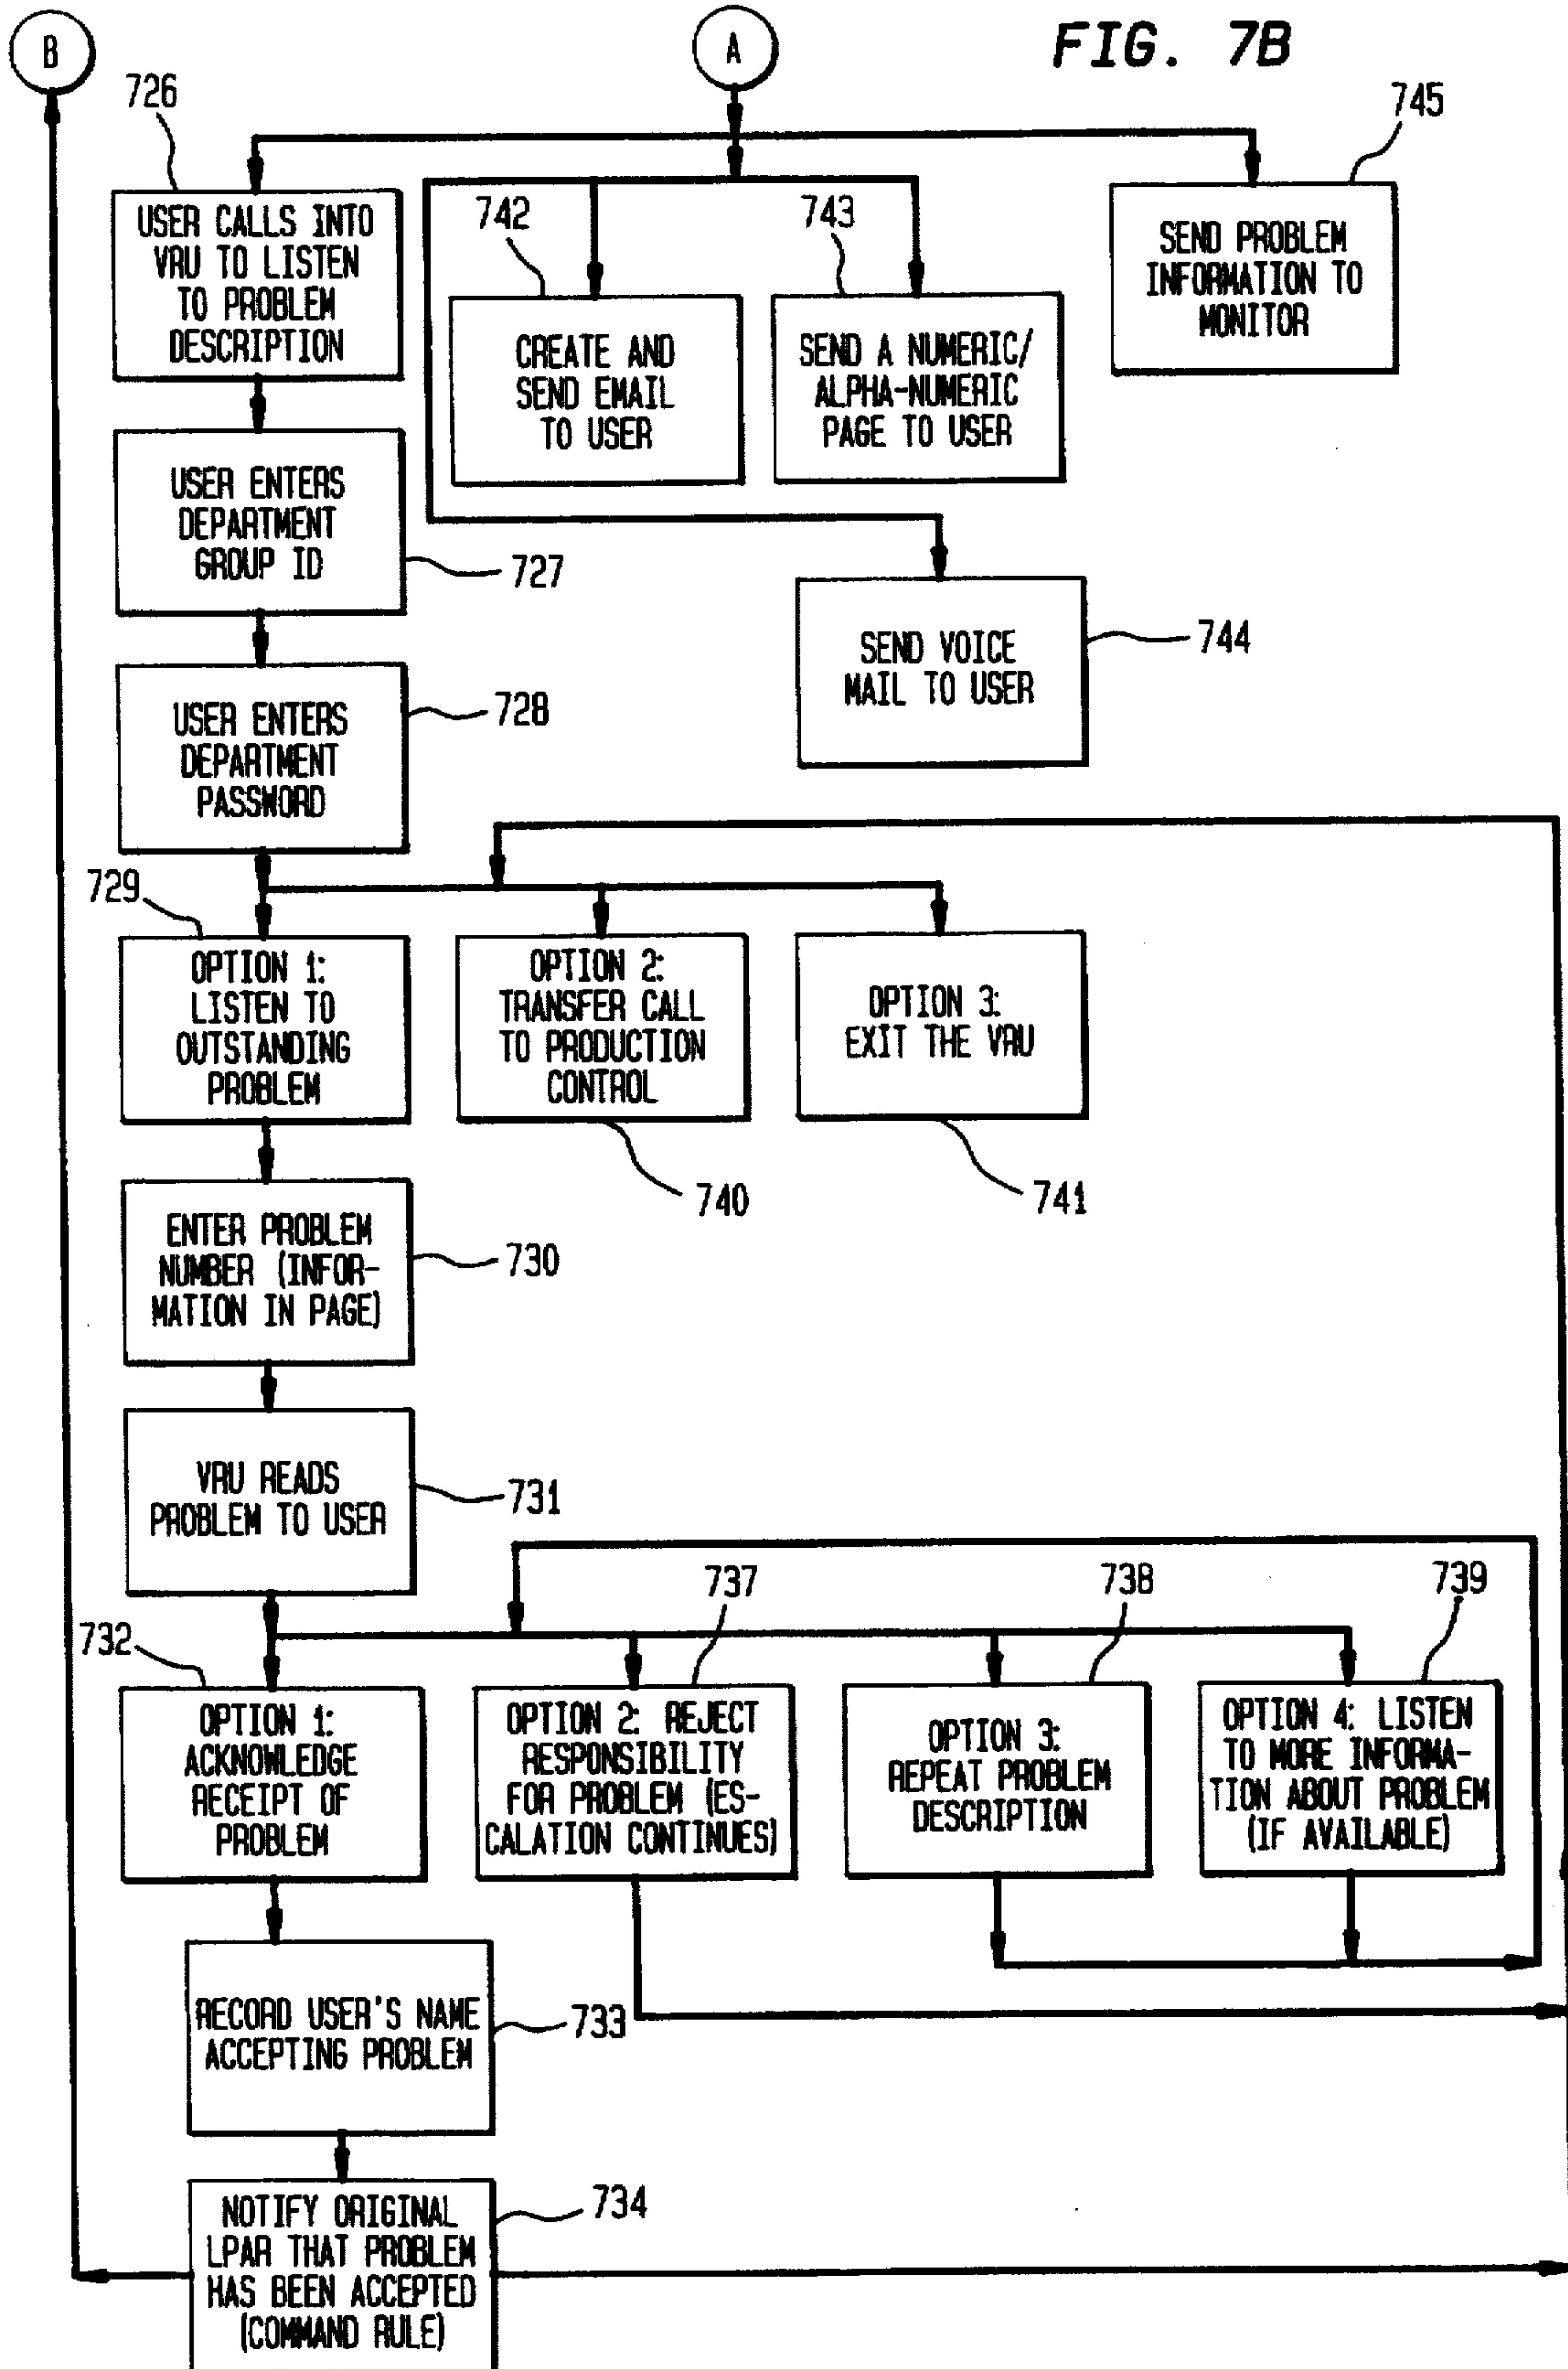 B
A
FIG. 7B
726
745
USER CALLS INTO
VRU TO LISTEN
TO PROBLEM
DESCRIPTION
742
743
SEND PROBLEM
INFORMATION TO
MONITOR
CREATE AND
SEND EMAIL
TO USER
SEND A NUMERIC/
ALPHA-NUMERIC
PAGE TO USER
USER ENTERS
DEPARTMENT
GROUP ID
727
SEND VOICE
MAIL TO USER
744
USER ENTERS
DEPARTMENT
PASSWORD
728
729
OPTION 1:
LISTEN TO
OUTSTANDING
PROBLEM
OPTION 2:
TRANSFER CALL
TO PRODUCTION
CONTROL
OPTION 3:
EXIT THE VRU
740
741
ENTER PROBLEM
NUMBER (INFOR-
MATION IN PAGE)
730
VRU READS
PROBLEM TO USER
731
732
737
738
739
OPTION 1:
ACKNOWLEDGE
RECEIPT OF
PROBLEM
OPTION 2: REJECT
RESPONSIBILITY
FOR PROBLEM (ES-
CALATION CONTINUES)
OPTION 3:
REPEAT PROBLEM
DESCRIPTION
OPTION 4: LISTEN
TO MORE INFORMA-
TION ABOUT PROBLEM
(IF AVAILABLE)
RECORD USER'S NAME
ACCEPTING PROBLEM
733
NOTIFY ORIGINAL
LPAR THAT PROBLEM
HAS BEEN ACCEPTED
(COMMAND RULE)
734